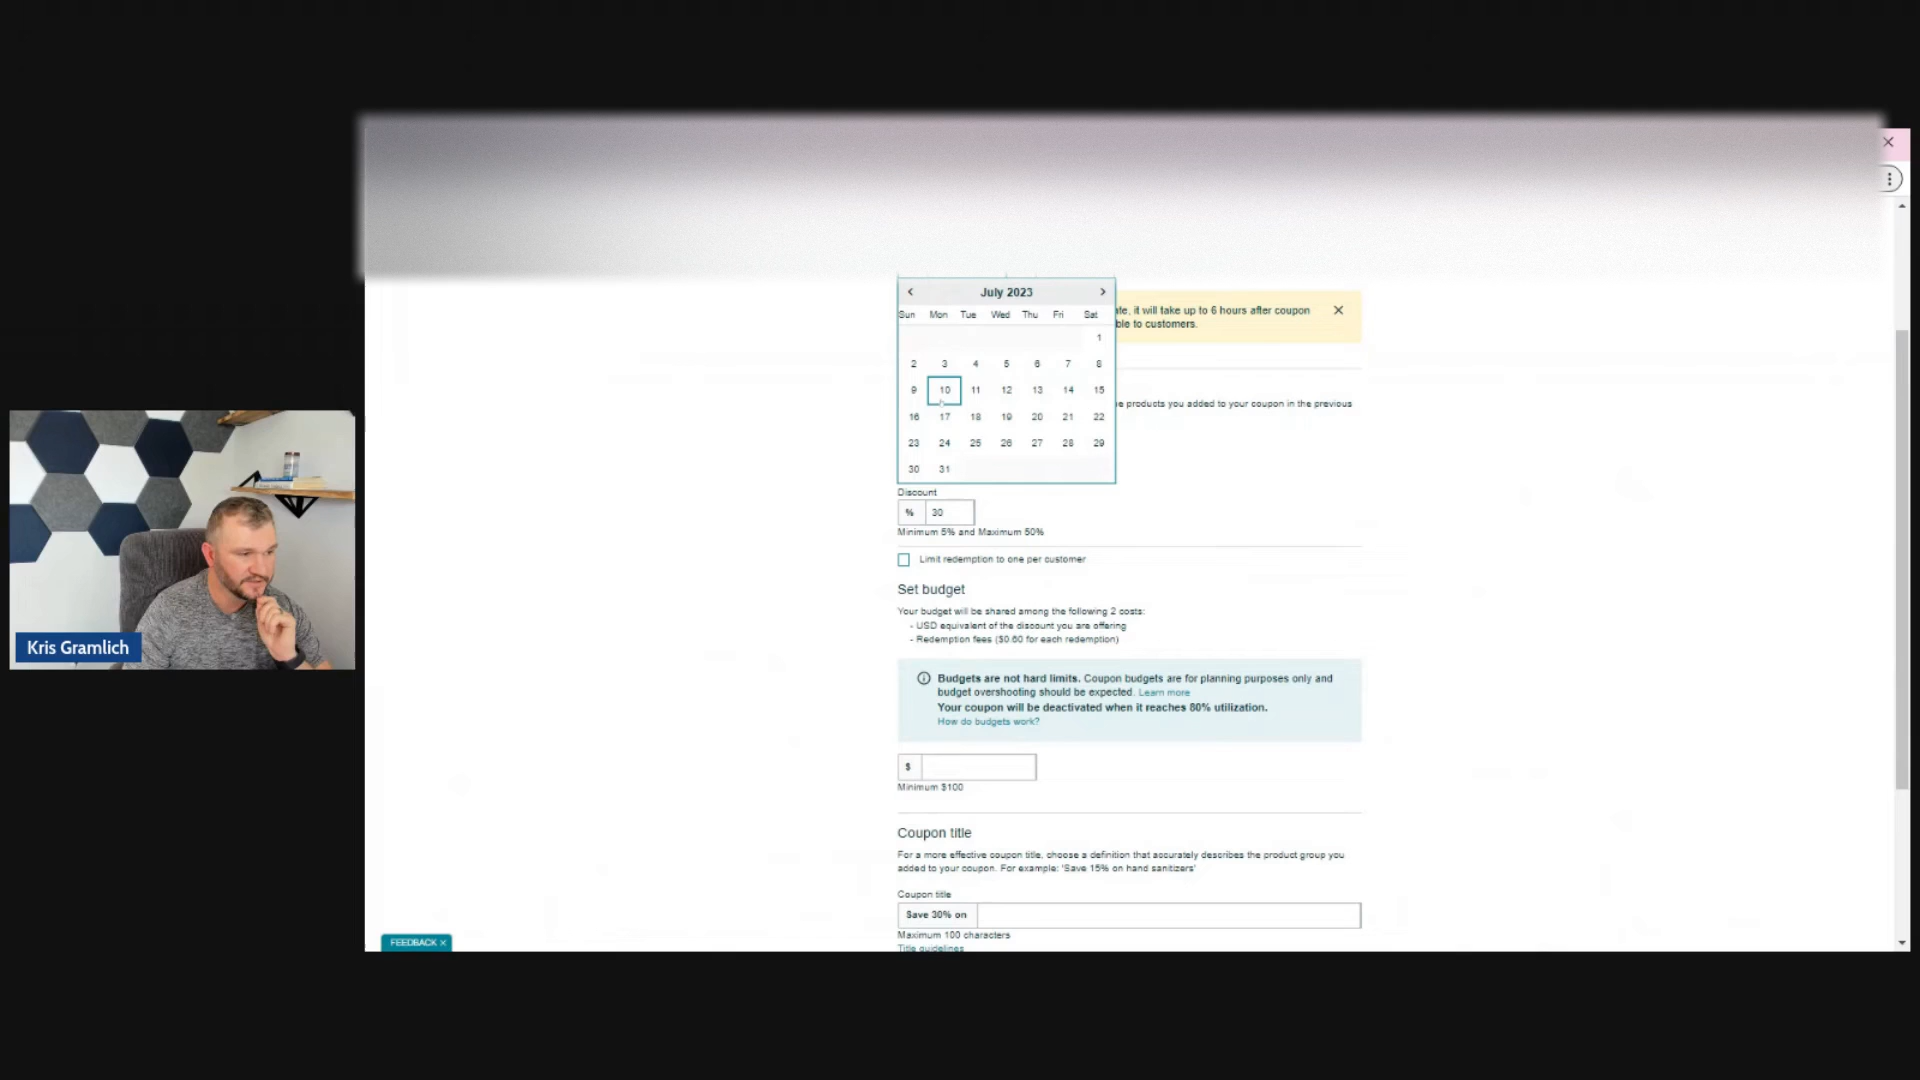 July 2023
Sun Mon Tue Wed Thu Fri Sat
1
2 3 4 5 6 7 8
9 10 11 12 13 14 15
16 17 18 19 20 21 22
23 24 25 26 27 28 29
30 31
it will take up to 6 hours after coupon
to customers.
products you added to your coupon in the previous
Discount
% 30
Minimum 5% and Maximum 50%
Limit redemption to one per customer
Set budget
Your budget will be shared among the following 2 costs:
- USD equivalent of the discount you are offering
- Redemption fees ($0.60 for each redemption)
Budgets are not hard limits. Coupon budgets are for planning purposes only and
budget overshooting should be expected. Learn more
Your coupon will be deactivated when it reaches 80% utilization.
How do budgets work?
$
Minimum $100
Coupon title
For a more effective coupon title, choose a definition that accurately describes the product group you
added to your coupon. For example: 'Save 15% on hand sanitizers'
Coupon title
Save 30% on
Maximum 100 characters
Title guidelines
FEEDBACK
Kris Gramlich